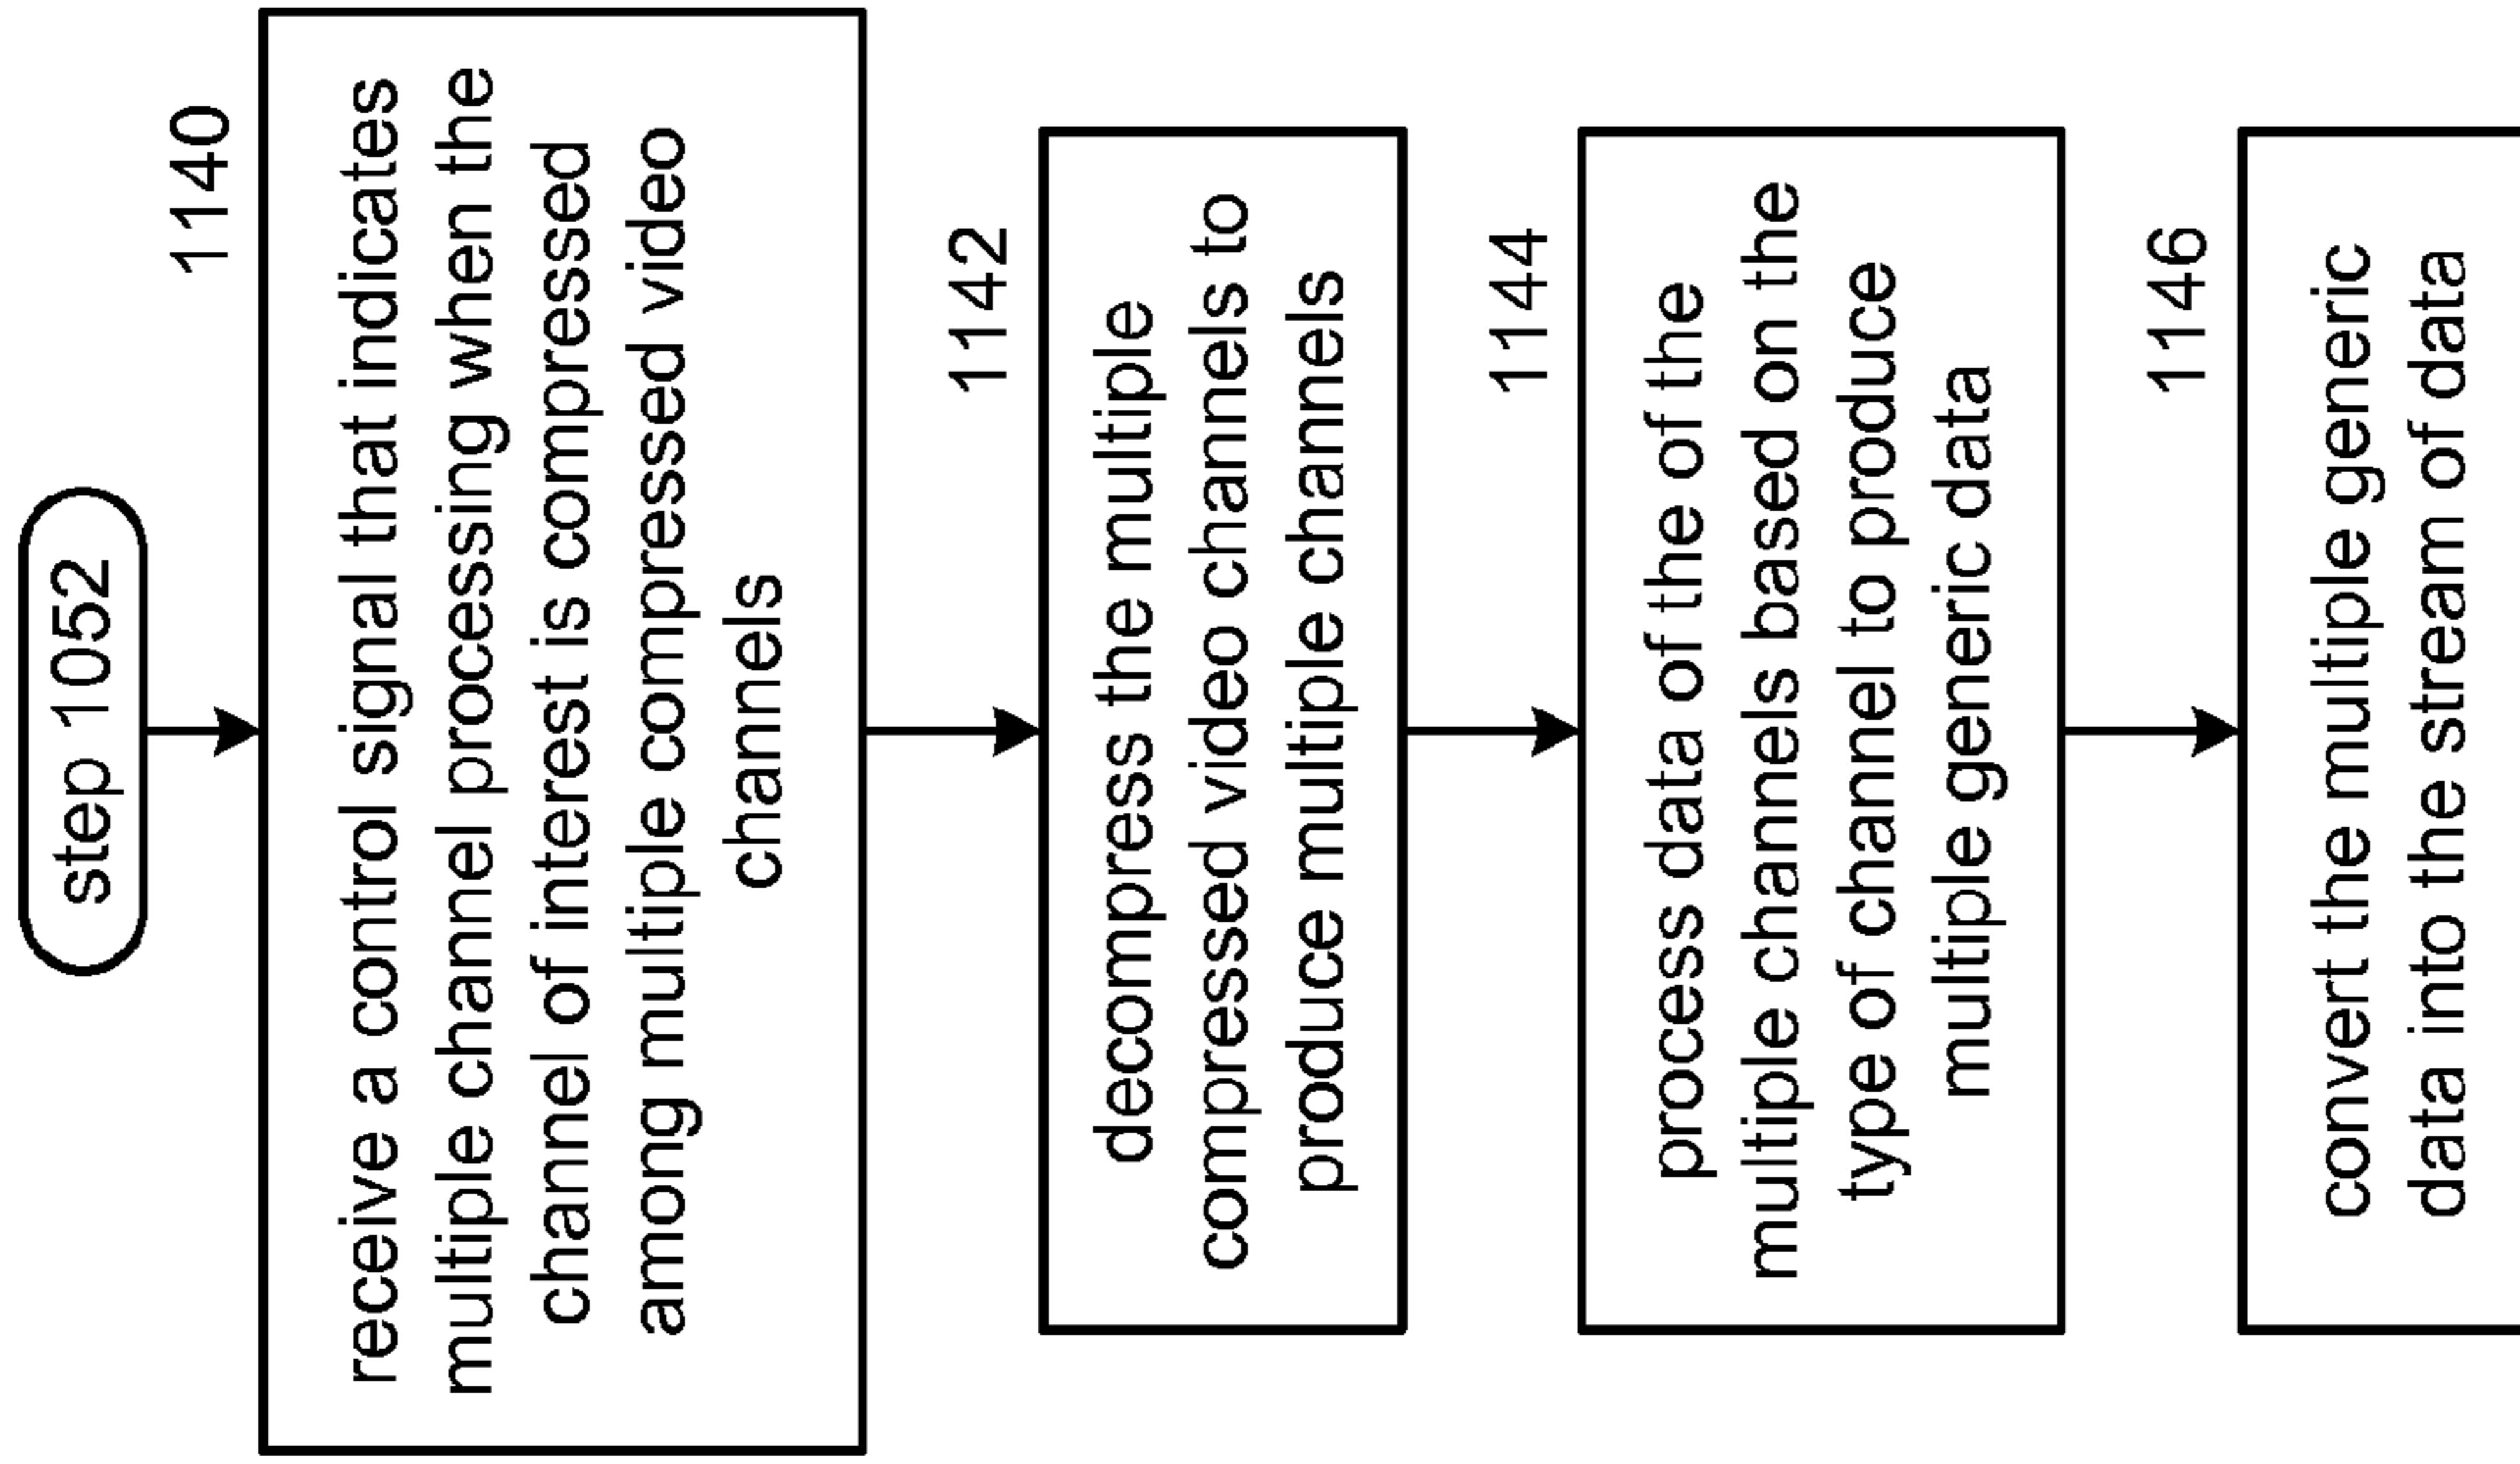 step 1052
1140
receive a control signal that indicates
multiple channel processing when the
channel of interest is compressed
among multiple compressed video
channels
1142
decompress the multiple
compressed video channels to
produce multiple channels
1144
process data of the of the
multiple channels based on the
type of channel to produce
multiple generic data
1146
convert the multiple generic
data into the stream of data